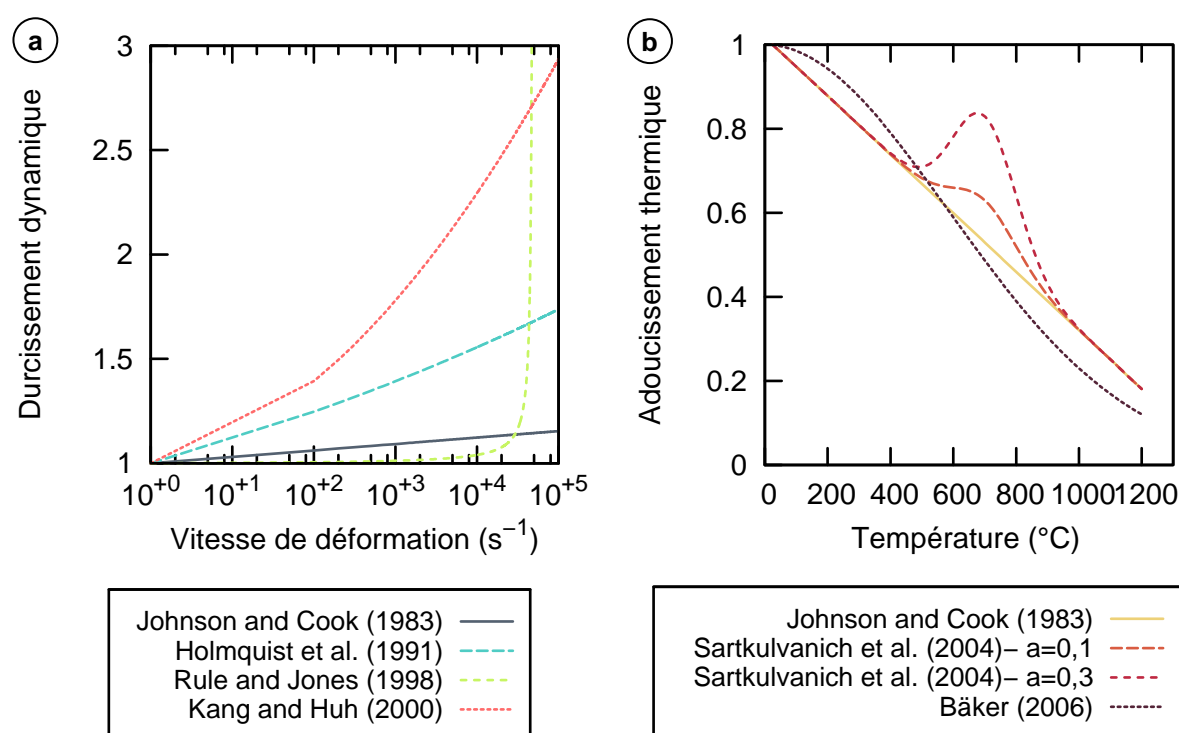 a
Durcissement dynamique
3
2.5
2
1.5
1
10+0 10+1 10+2 10+3 10+4 10+5
Vitesse de déformation (s−1)
Johnson and Cook (1983)
Holmquist et al. (1991)
Rule and Jones (1998)
Kang and Huh (2000)
b
Adoucissement thermique
1
0.8
0.6
0.4
0.2
0
0 200 400 600 800 1000 1200
Température (°C)
Johnson and Cook (1983)
Sartkulvanich et al. (2004)− a=0,1
Sartkulvanich et al. (2004)− a=0,3
Bäker (2006)